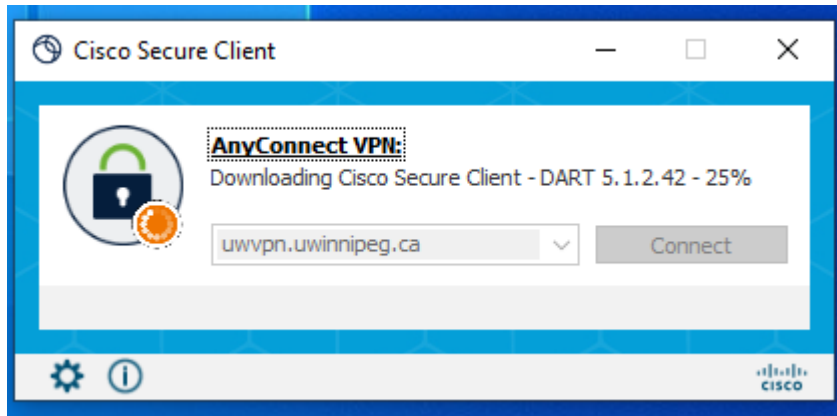 Cisco Secure Client
AnyConnect VPN:
Downloading Cisco Secure Client - DART 5.1.2.42 - 25%
uwvpn.uwinnipeg.ca
Connect
cisco